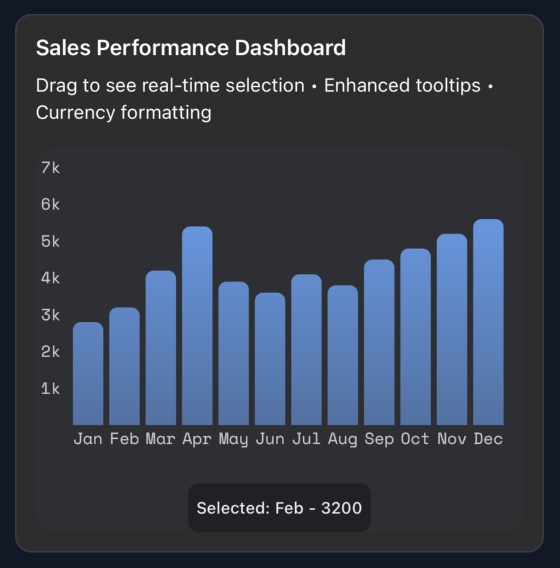 Sales Performance Dashboard
Drag to see real-time selection • Enhanced tooltips •
Currency formatting
7k
6k
5k
4k
3k
2k
1k
Jan Feb Mar Apr May Jun Jul Aug Sep Oct Nov Dec
Selected: Feb - 3200